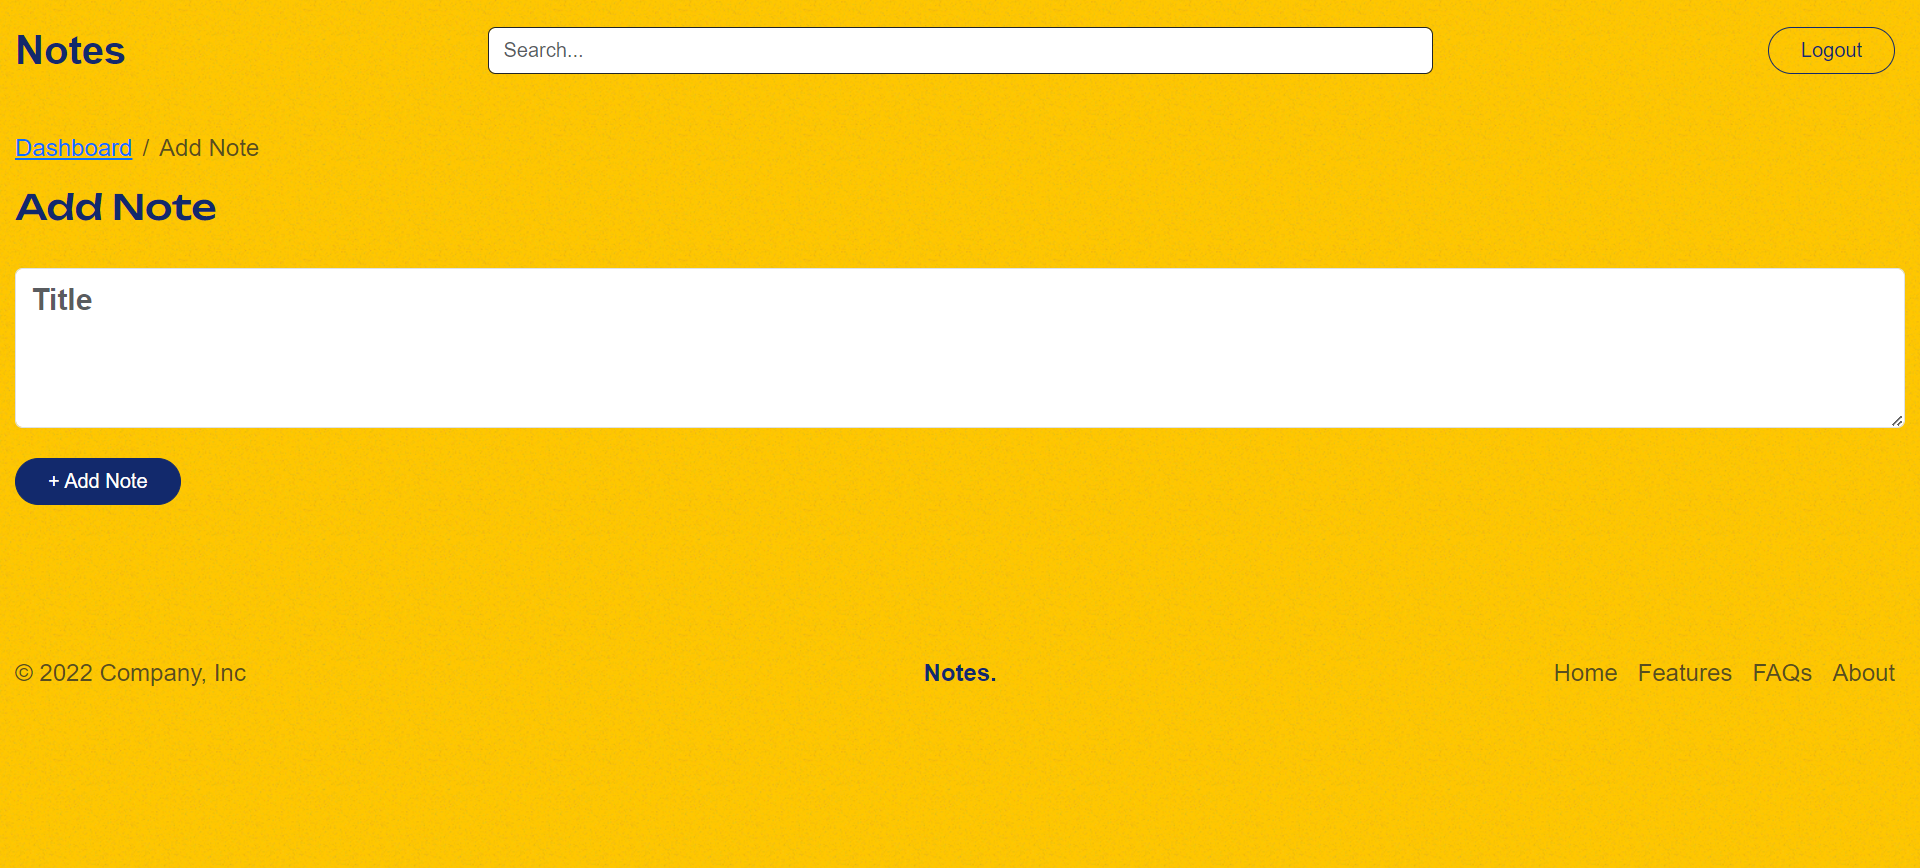 Notes
Search...
Logout
Dashboard / Add Note
Add Note
Title
+ Add Note
© 2022 Company, Inc
Notes.
Home Features FAQs About